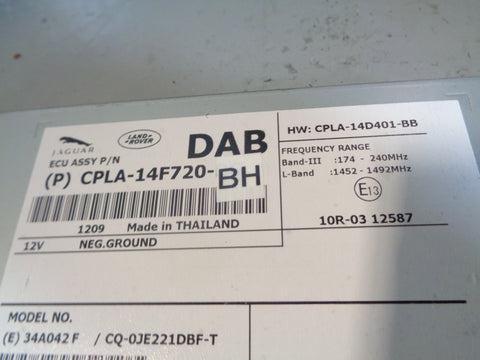 JAGUAR
LAND-ROVER
DAB
ECU ASSY P/N
(P) CPLA-14F720-BH
1209 Made in THAILAND
12V NEG.GROUND
HW: CPLA-14D401-BB
FREQUENCY RANGE
Band-III :174 - 240MHz
L-Band :1452 - 1492MHz
E13
10R-03 12587
MODEL NO.
(E) 34A042F / CQ-0JE221DBF-T